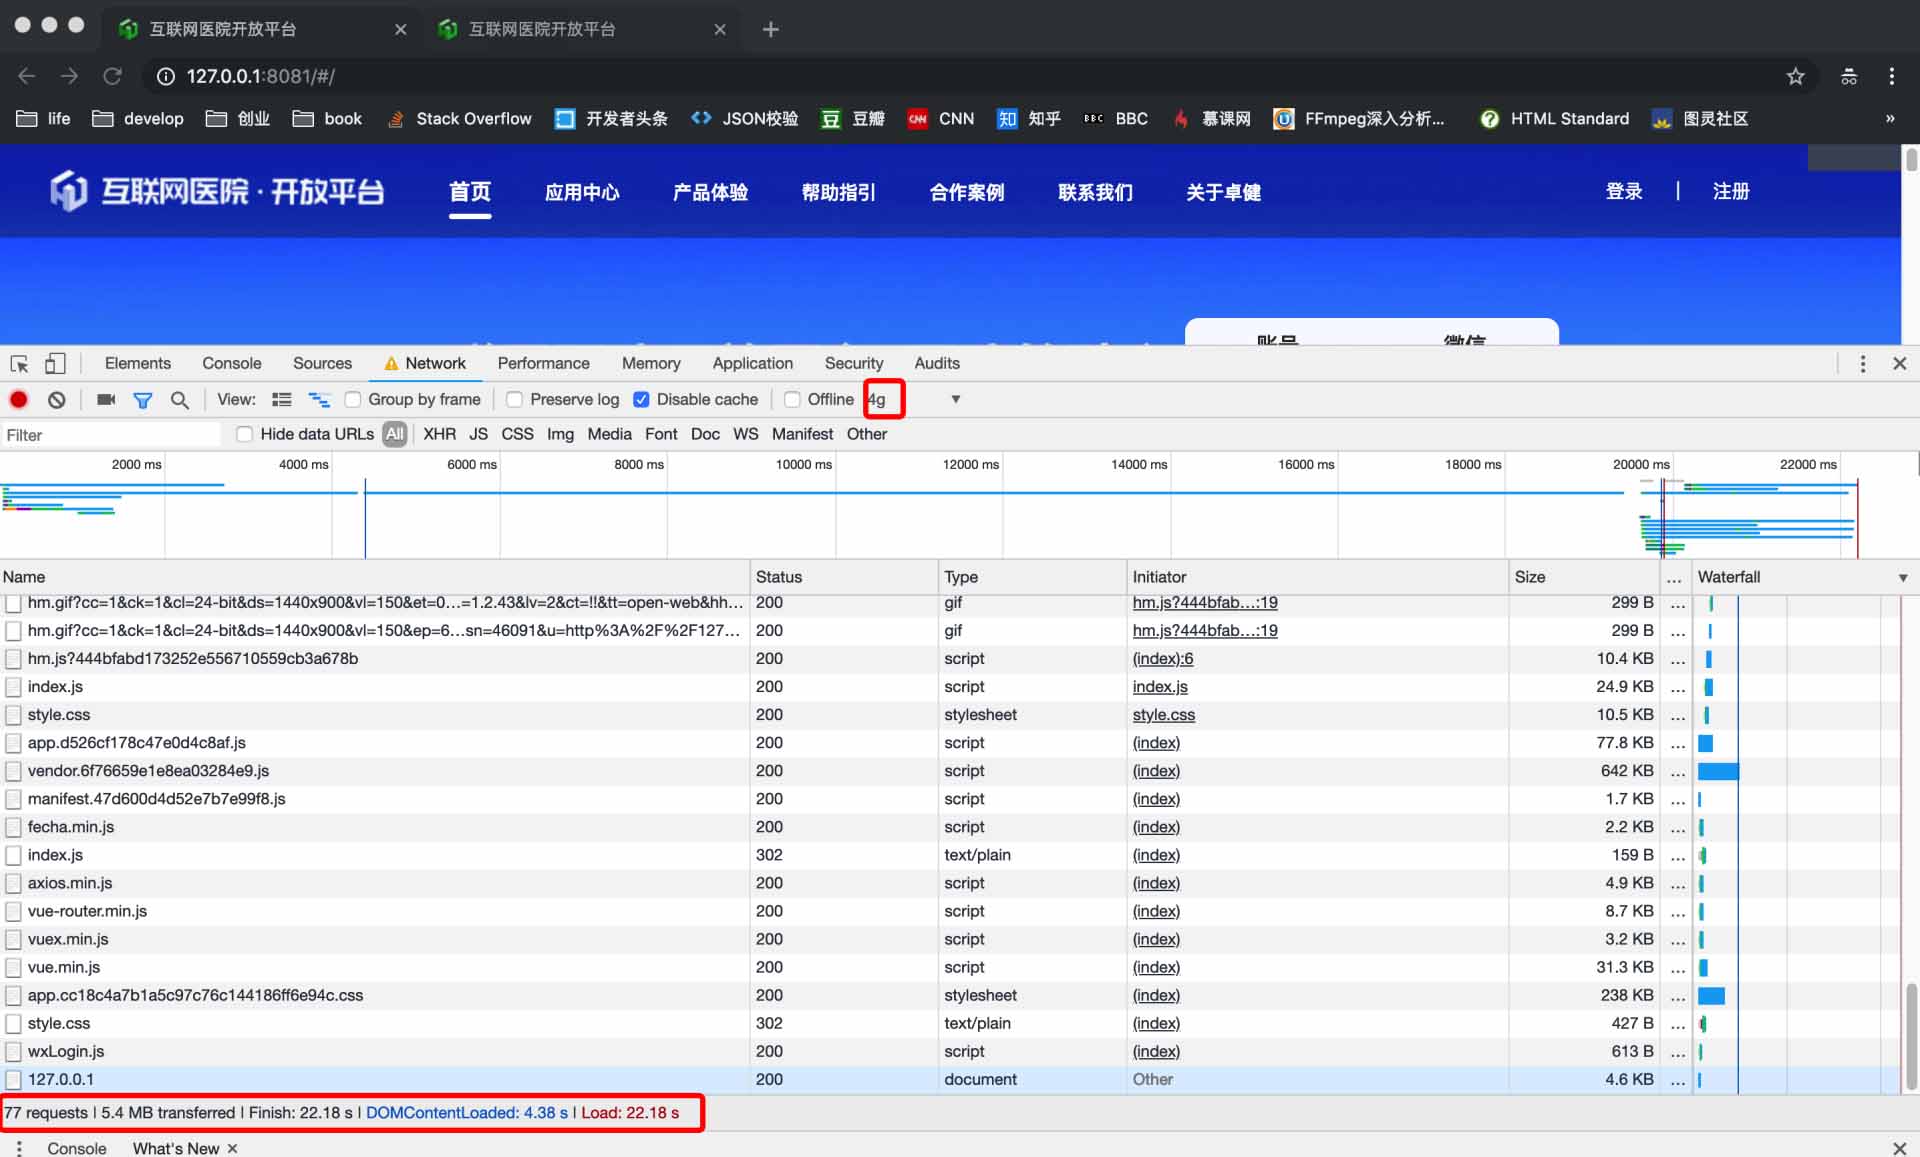 互联网医院开放平台
互联网医院开放平台
127.0.0.1:8081/#/
life develop 创业 book Stack Overflow 开发者头条 JSON校验 豆 豆瓣 CNN CNN 知 知乎 BBC BBC 慕课网 FFmpeg深入分析... HTML Standard 图灵社区 »
互联网医院·开放平台 首页 应用中心 产品体验 帮助指引 合作案例 联系我们 关于卓健 登录 | 注册
账号 微信
Elements Console Sources Network Performance Memory Application Security Audits
View: Group by frame Preserve log Disable cache Offline 4g
Filter Hide data URLs All XHR JS CSS Img Media Font Doc WS Manifest Other
2000 ms 4000 ms 6000 ms 8000 ms 10000 ms 12000 ms 14000 ms 16000 ms 18000 ms 20000 ms 22000 ms
Name Status Type Initiator Size ... Waterfall
hm.gif?cc=1&ck=1&cl=24-bit&ds=1440x900&vl=150&et=0...=1.2.43&lv=2&ct=!!&tt=open-web&hh... 200 gif hm.js?444bfab...:19 299 B ...
hm.gif?cc=1&ck=1&cl=24-bit&ds=1440x900&vl=150&ep=6...sn=46091&u=http%3A%2F%2F127... 200 gif hm.js?444bfab...:19 299 B ...
hm.js?444bfabd173252e556710559cb3a678b 200 script (index):6 10.4 KB ...
index.js 200 script index.js 24.9 KB ...
style.css 200 stylesheet style.css 10.5 KB ...
app.d526cf178c47e0d4c8af.js 200 script (index) 77.8 KB ...
vendor.6f76659e1e8ea03284e9.js 200 script (index) 642 KB ...
manifest.47d600d4d52e7b7e99f8.js 200 script (index) 1.7 KB ...
fecha.min.js 200 script (index) 2.2 KB ...
index.js 302 text/plain (index) 159 B ...
axios.min.js 200 script (index) 4.9 KB ...
vue-router.min.js 200 script (index) 8.7 KB ...
vuex.min.js 200 script (index) 3.2 KB ...
vue.min.js 200 script (index) 31.3 KB ...
app.cc18c4a7b1a5c97c76c144186ff6e94c.css 200 stylesheet (index) 238 KB ...
style.css 302 text/plain (index) 427 B ...
wxLogin.js 200 script (index) 613 B ...
127.0.0.1 200 document Other 4.6 KB ...
77 requests | 5.4 MB transferred | Finish: 22.18 s | DOMContentLoaded: 4.38 s | Load: 22.18 s
Console What's New